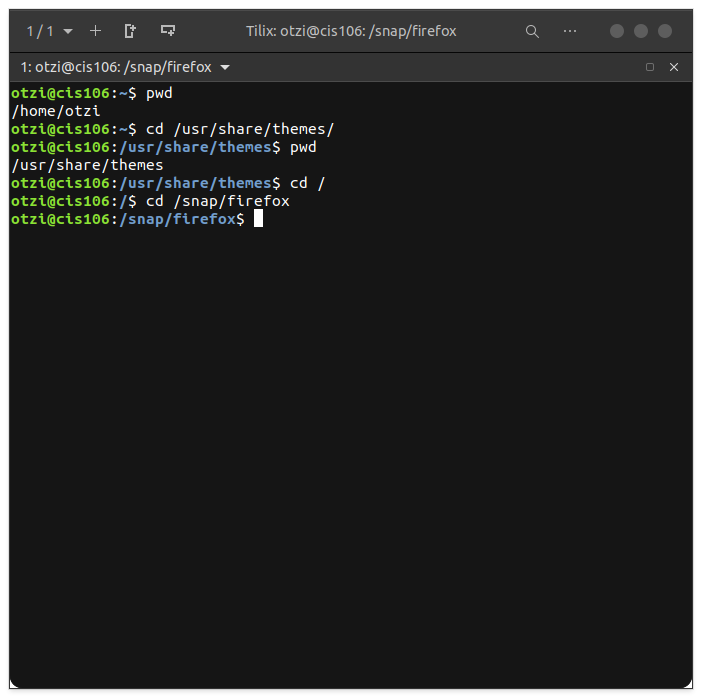 1 / 1
Tilix: otzi@cis106: /snap/firefox
1: otzi@cis106: /snap/firefox
otzi@cis106:~$ pwd
/home/otzi
otzi@cis106:~$ cd /usr/share/themes/
otzi@cis106:/usr/share/themes$ pwd
/usr/share/themes
otzi@cis106:/usr/share/themes$ cd /
otzi@cis106:/$ cd /snap/firefox
otzi@cis106:/snap/firefox$